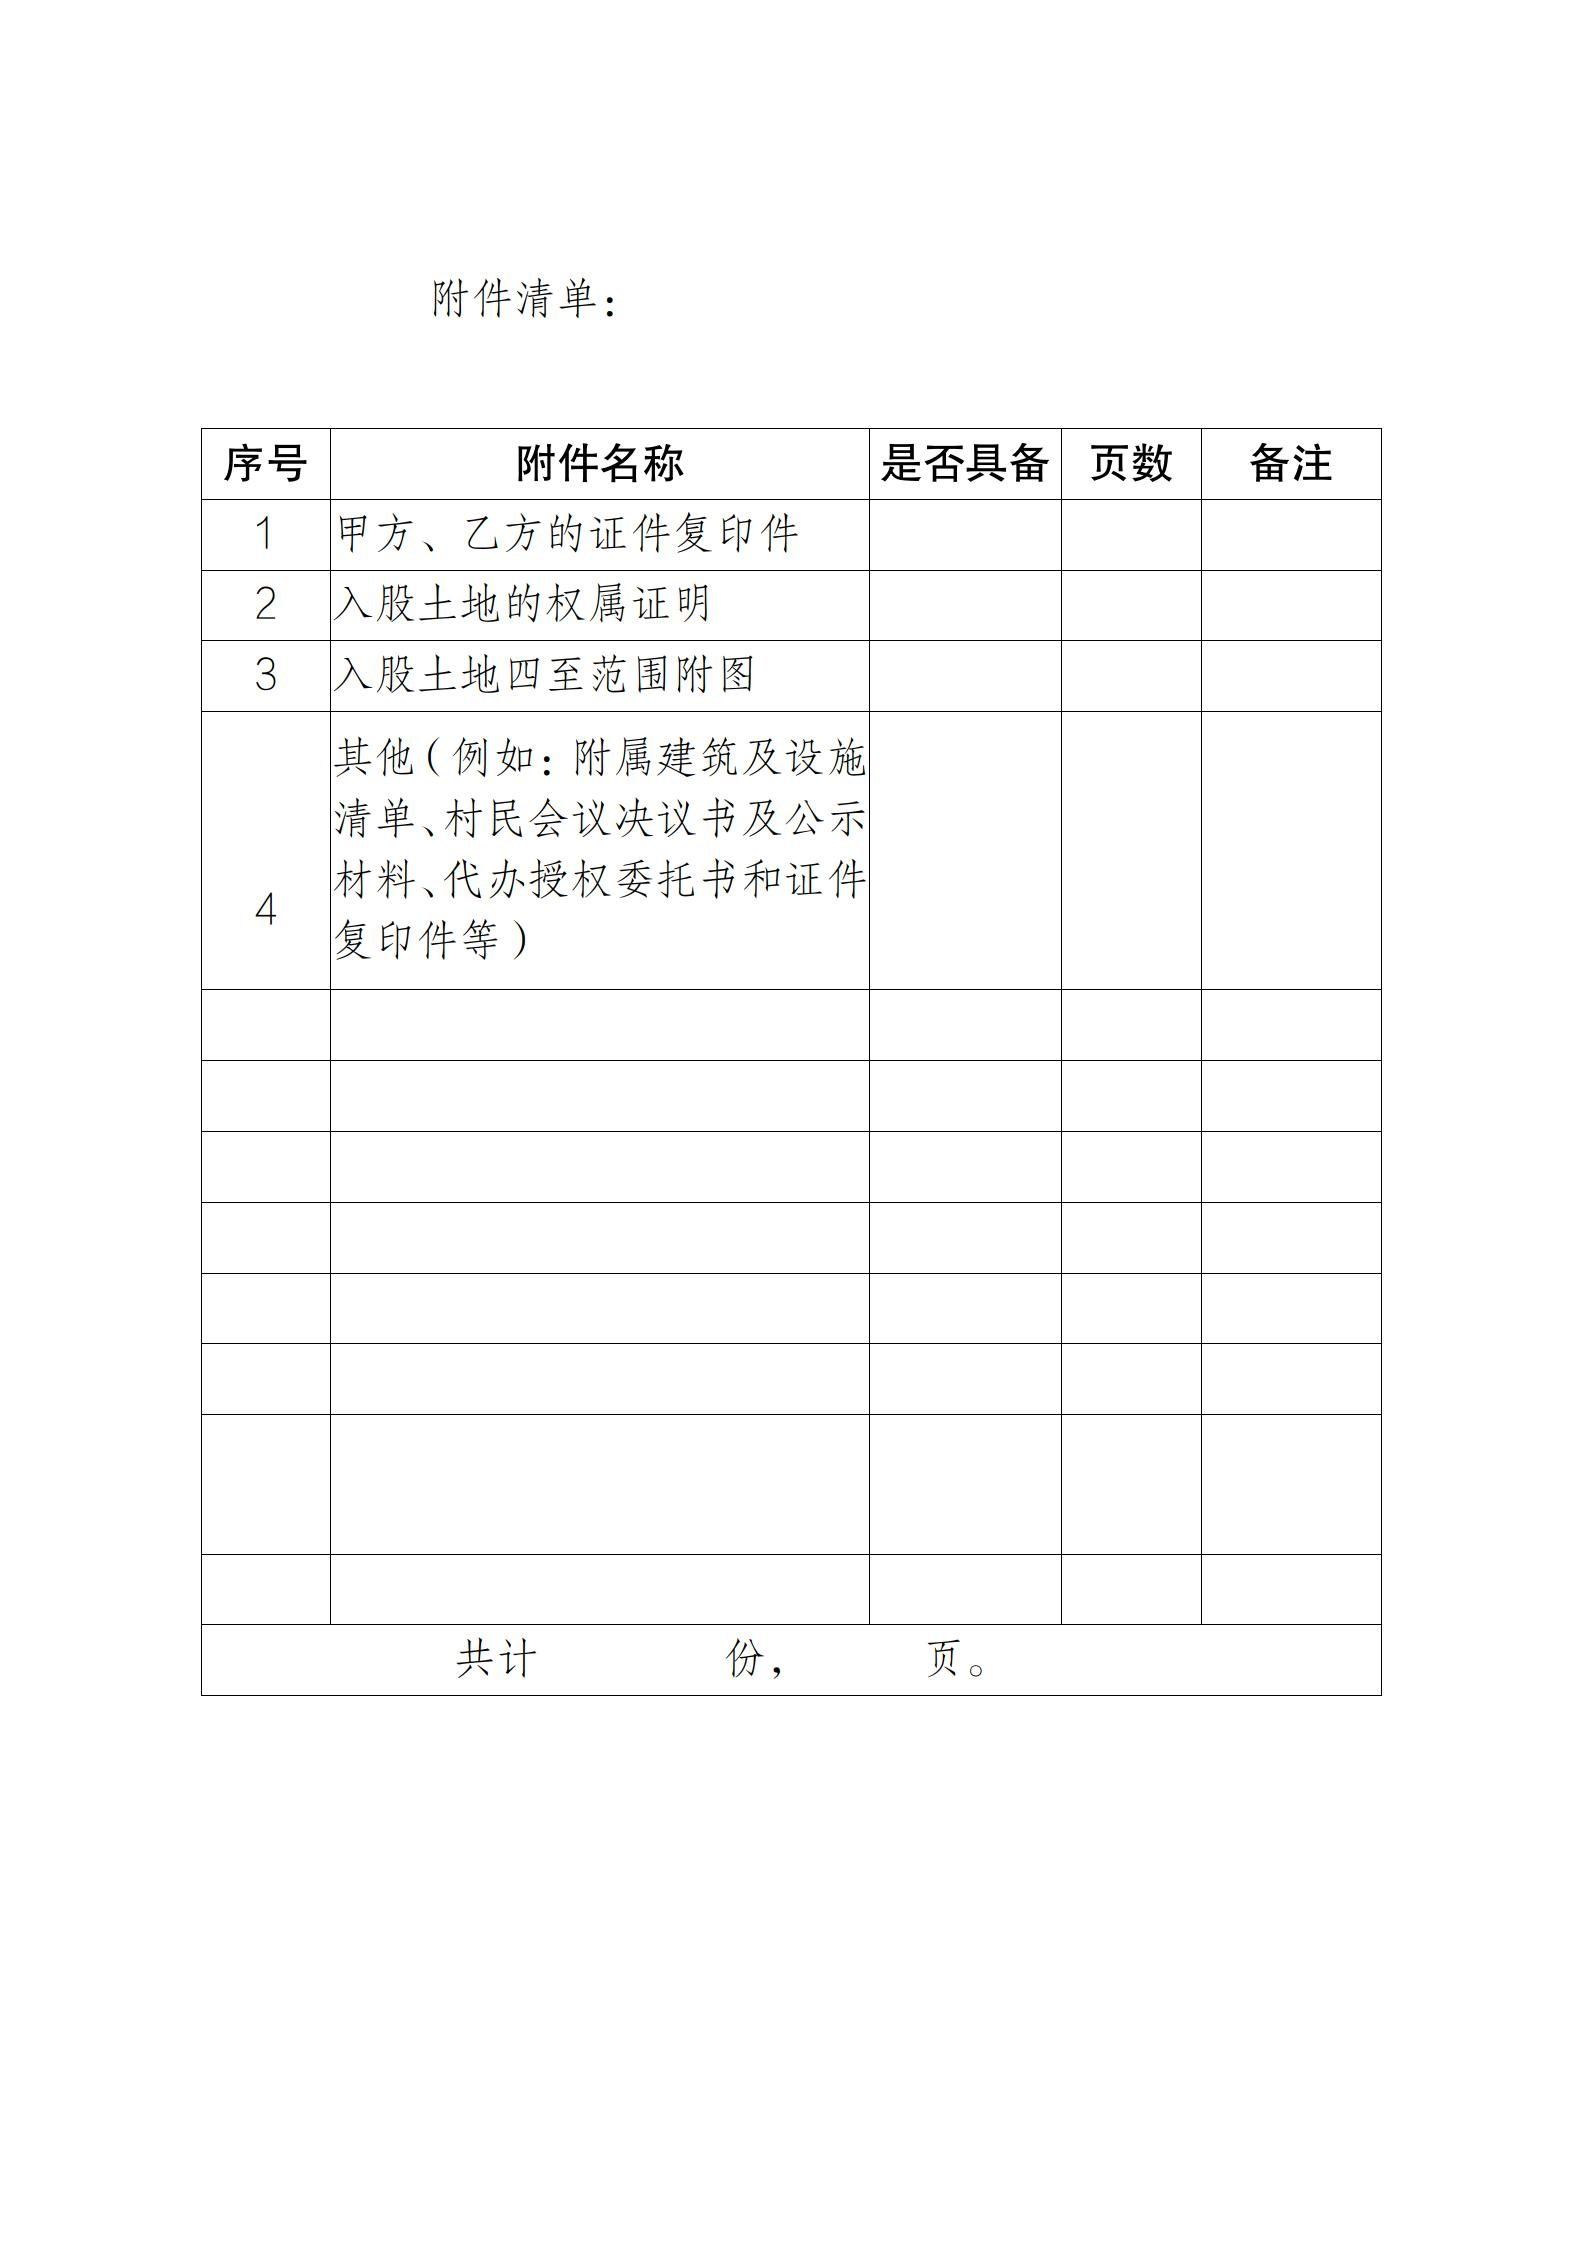 附件清单：
序号 附件名称 是否具备 页数 备注
1 甲方、乙方的证件复印件
2 入股土地的权属证明
3 入股土地四至范围附图
其他（例如：附属建筑及设施
清单、村民会议决议书及公示
材料、代办授权委托书和证件
4
复印件等）
共计 份， 页。